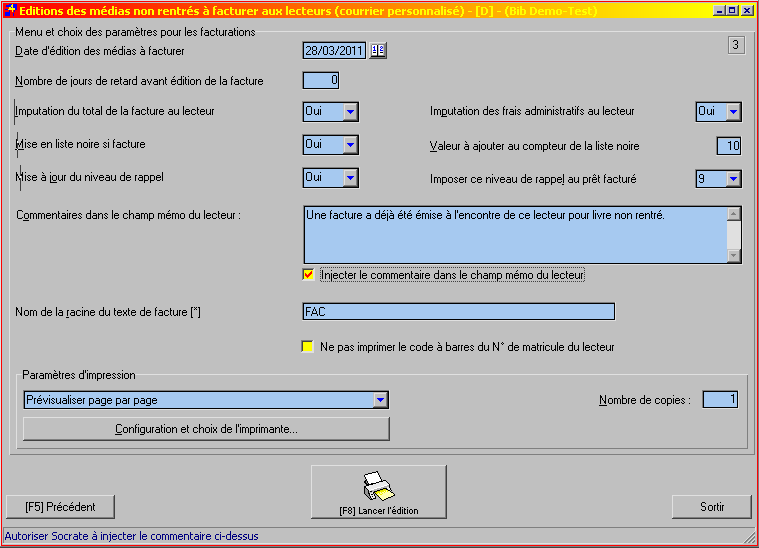 Editions des médias non rentrés à facturer aux lecteurs (courrier personnalisé) - [D] - (Bib Demo-Test)
Menu et choix des paramètres pour les facturations
3
Date d'édition des médias à facturer 28/03/2011
Nombre de jours de retard avant édition de la facture 0
Imputation du total de la facture au lecteur Oui Imputation des frais administratifs au lecteur Oui
Mise en liste noire si facture Oui Valeur à ajouter au compteur de la liste noire 10
Mise à jour du niveau de rappel Oui Imposer ce niveau de rappel au prêt facturé 9
Commentaires dans le champ mémo du lecteur : Une facture a déjà été émise à l'encontre de ce lecteur pour livre non rentré.
Injecter le commentaire dans le champ mémo du lecteur
Nom de la racine du texte de facture [*] FAC
Ne pas imprimer le code à barres du N° de matricule du lecteur
Paramètres d'impression
Prévisualiser page par page Nombre de copies : 1
Configuration et choix de l'imprimante...
[F5] Précédent [F8] Lancer l'édition Sortir
Autoriser Socrate à injecter le commentaire ci-dessus